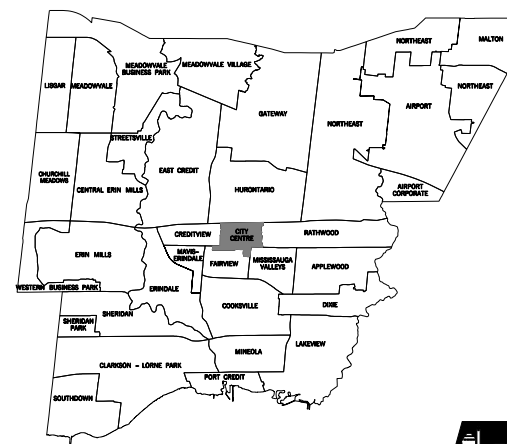 NORTHEAST
MALTON
MEADOWVALE
BUSINESS PARK
MEADOWVALE VILLAGE
LISGAR
MEADOWVALE
NORTHEAST
AIRPORT
GATEWAY
NORTHEAST
STREETSVILLE
EAST CREDIT
CHURCHILL
MEADOWS
CENTRAL ERIN MILLS
HURONTARIO
AIRPORT
CORPORATE
CREDITVIEW
CITY
CENTRE
RATHWOOD
ERIN MILLS
MAVIS-
ERINDALE
FAIRVIEW
MISSISSAUGA
VALLEYS
APPLEWOOD
WESTERN BUSINESS PARK
ERINDALE
COOKSVILLE
DIXIE
SHERIDAN
SHERIDAN
PARK
LAKEVIEW
MINEOLA
CLARKSON - LORNE PARK
PORT CREDIT
SOUTHDOWN